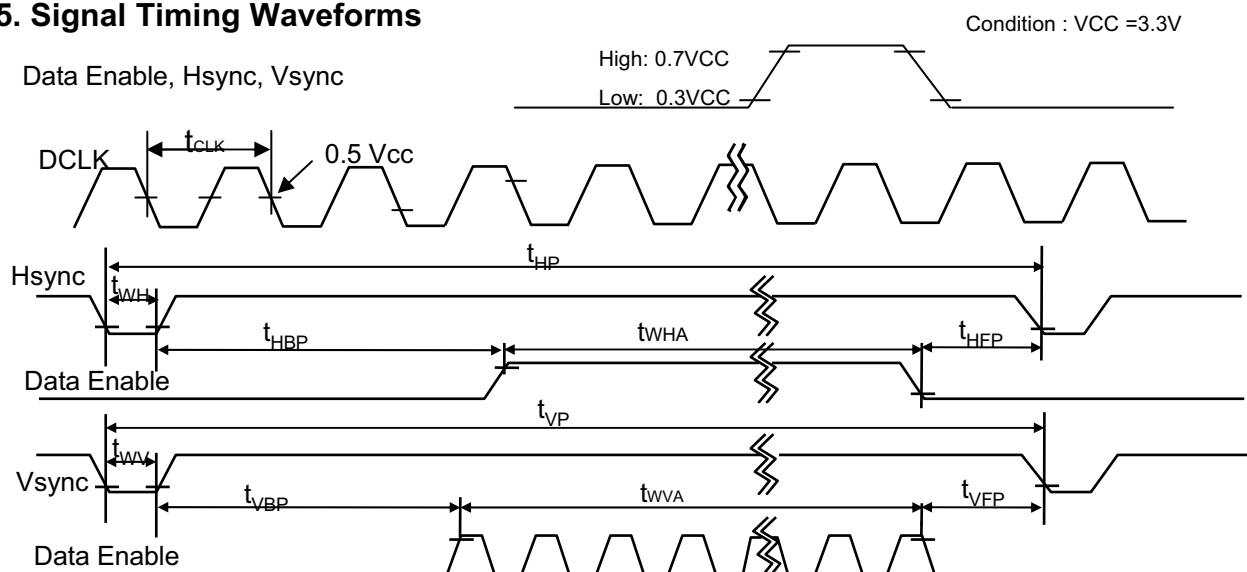 5. Signal Timing Waveforms
Condition : VCC =3.3V
Data Enable, Hsync, Vsync
High: 0.7VCC
Low: 0.3VCC
tCLK
DCLK
0.5 Vcc
tHP
Hsync
tWH
tHBP
tWHA
tHFP
Data Enable
tVP
tWV
Vsync
tVBP
tWVA
tVFP
Data Enable